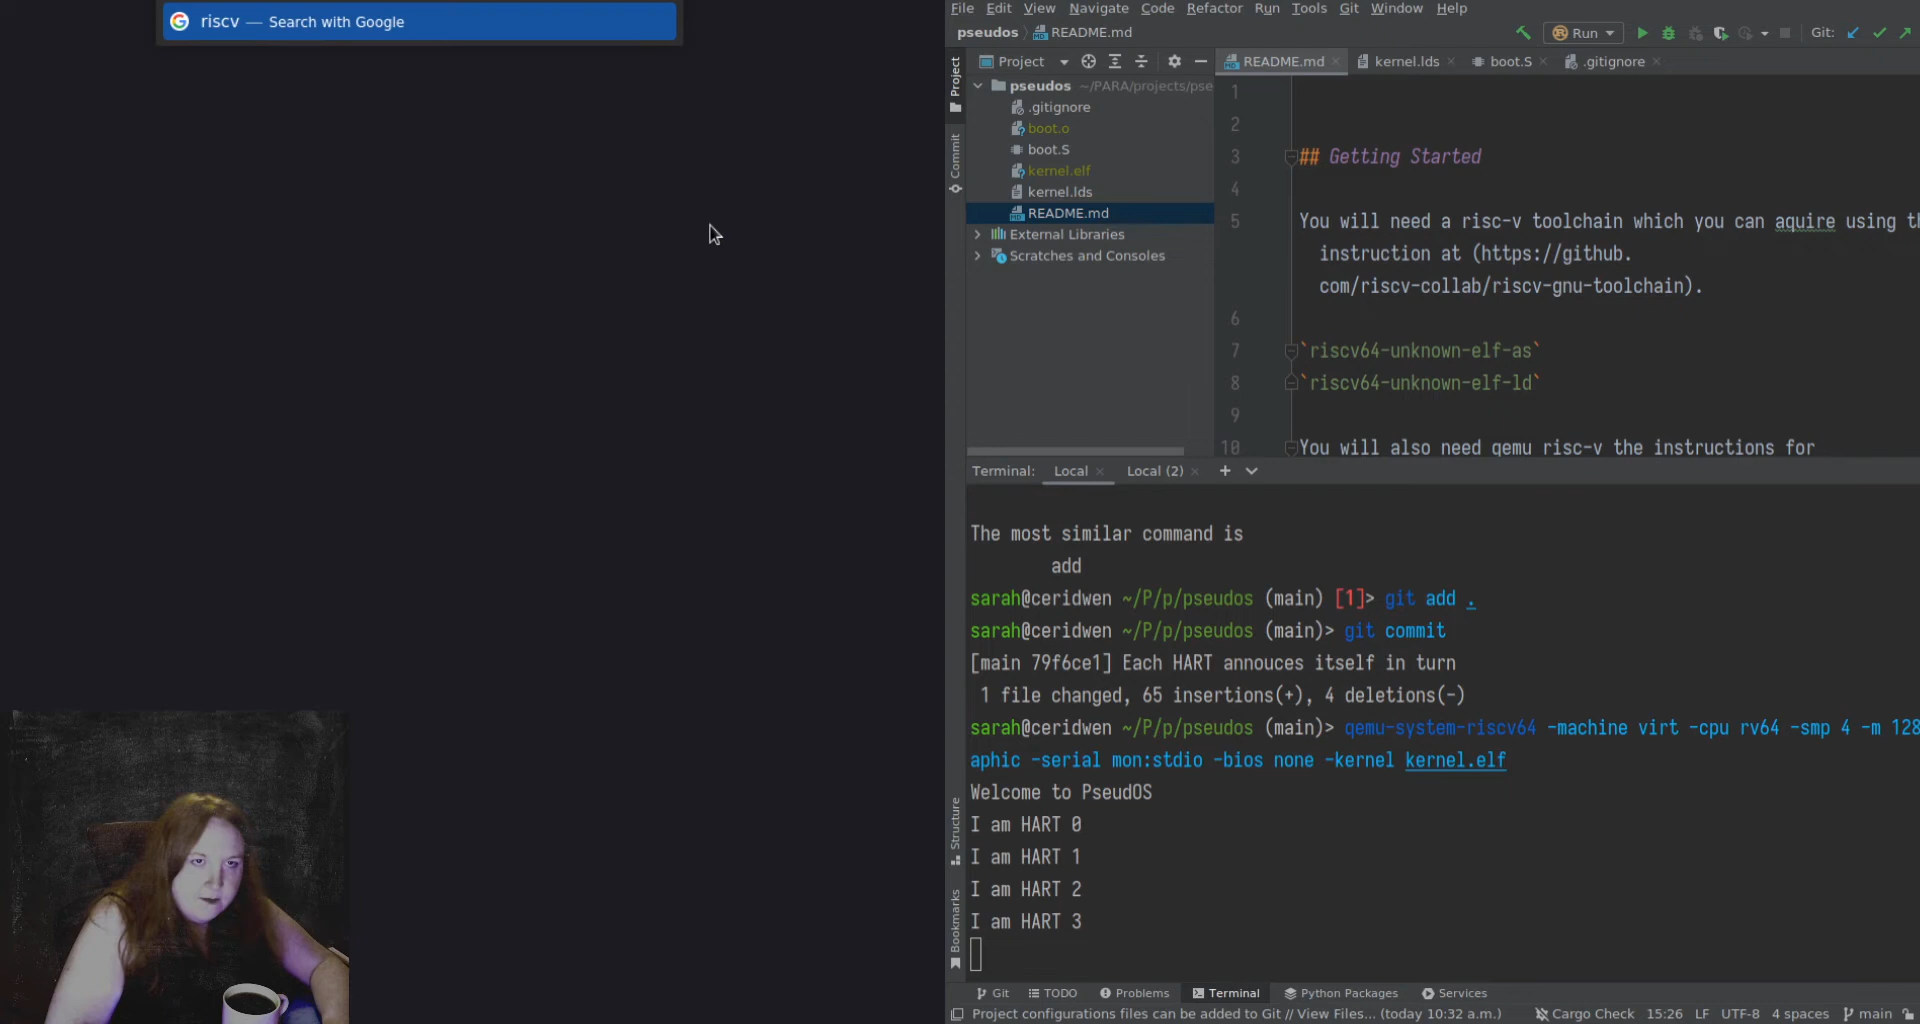 riscv — Search with Google
File Edit View Navigate Code Refactor Run Tools Git Window Help
pseudos README.md
Run
Git:
Project
README.md
kernel.lds
boot.S
.gitignore
Project
Commit
pseudos ~/PARA/projects/pse
.gitignore
boot.o
boot.S
kernel.elf
kernel.lds
README.md
External Libraries
Scratches and Consoles
1
2
3 ## Getting Started
4
5 You will need a risc-v toolchain which you can aquire using th
instruction at (https://github.
com/riscv-collab/riscv-gnu-toolchain).
6
7 `riscv64-unknown-elf-as`
8 `riscv64-unknown-elf-ld`
9
10 You will also need qemu risc-v the instructions for
Terminal: Local Local (2)
The most similar command is
add
sarah@ceridwen ~/P/p/pseudos (main) [1]> git add .
sarah@ceridwen ~/P/p/pseudos (main)> git commit
[main 79f6ce1] Each HART annouces itself in turn
1 file changed, 65 insertions(+), 4 deletions(-)
sarah@ceridwen ~/P/p/pseudos (main)> qemu-system-riscv64 -machine virt -cpu rv64 -smp 4 -m 128
aphic -serial mon:stdio -bios none -kernel kernel.elf
Welcome to PseudOS
I am HART 0
I am HART 1
I am HART 2
I am HART 3
Structure
Bookmarks
Git TODO Problems Terminal Python Packages Services
Project configurations files can be added to Git // View Files... (today 10:32 a.m.) Cargo Check 15:26 LF UTF-8 4 spaces main